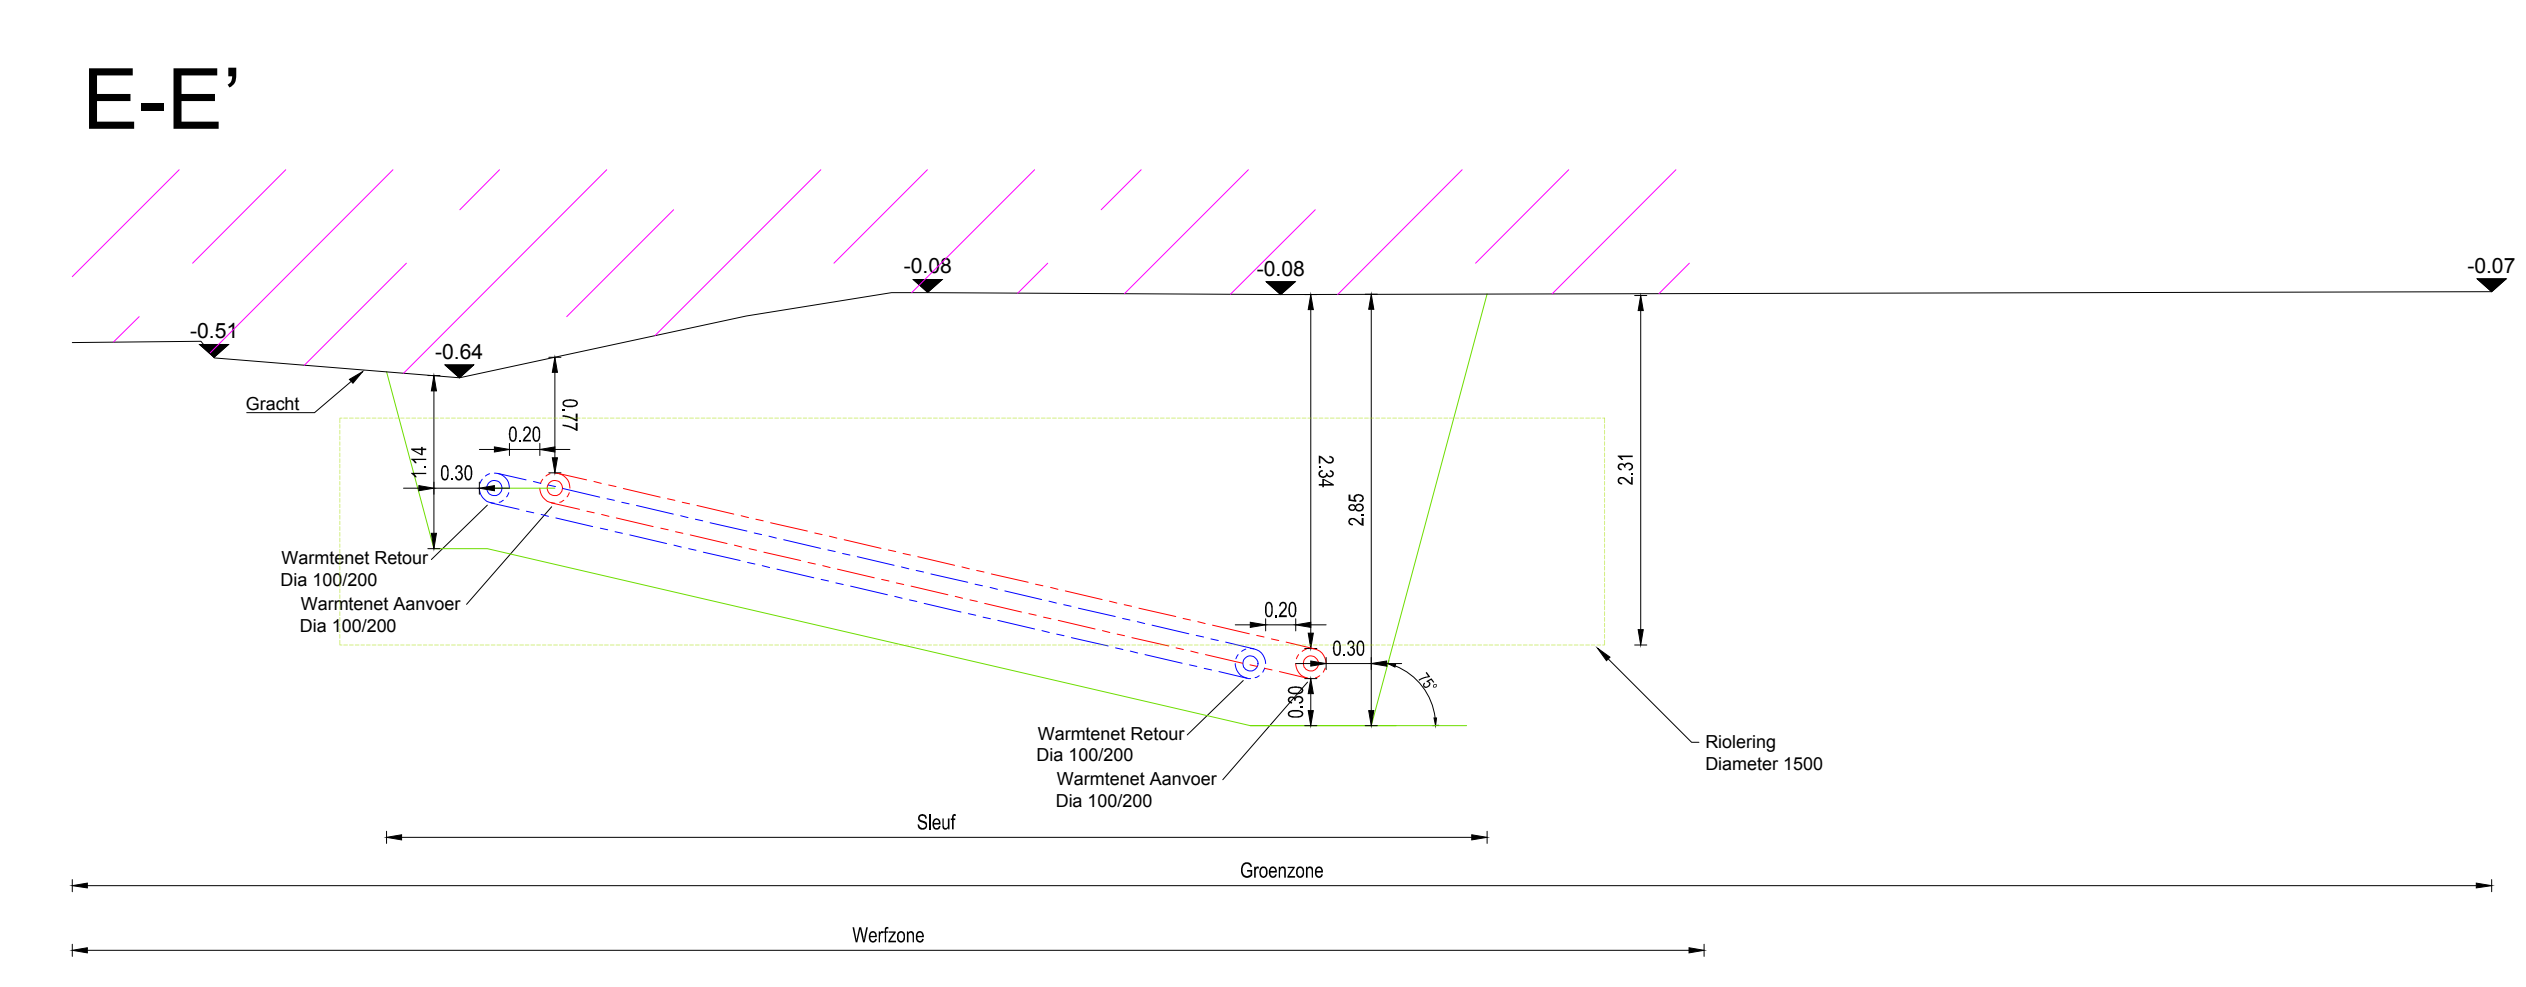 E-E’
-0.08
-0.08
-0.07
-0.51
-0.64
Gracht
0.77
0.20
1.14
0.30
2.34
2.85
2.31
Warmtenet Retour
Dia 100/200
Warmtenet Aanvoer
Dia 100/200
0.20
0.30
75°
0.30
Warmtenet Retour
Dia 100/200
Warmtenet Aanvoer
Dia 100/200
Riolering
Diameter 1500
Sleuf
Groenzone
Werfzone